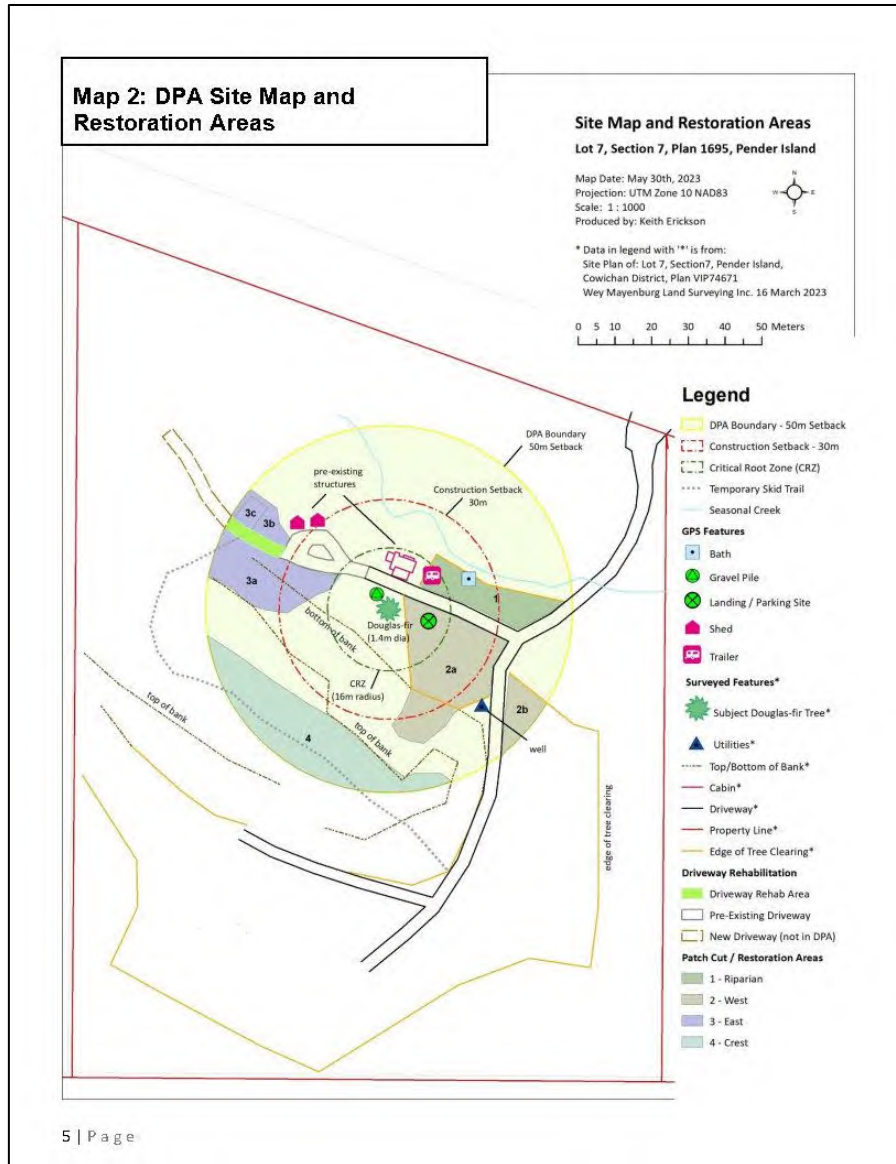 Map 2: DPA Site Map and
Restoration Areas
Site Map and Restoration Areas
Lot 7, Section 7, Plan 1695, Pender Island
Map Date: May 30th, 2023
Projection: UTM Zone 10 NAD83
Scale: 1 : 1000
Produced by: Keith Erickson
N
W
E
S
* Data in legend with '*' is from:
Site Plan of: Lot 7, Section7, Pender Island,
Cowichan District, Plan VIP74671
Wey Mayenburg Land Surveying Inc. 16 March 2023
0 5 10 20 30 40 50 Meters
Legend
DPA Boundary - 50m Setback
Construction Setback - 30m
Critical Root Zone (CRZ)
Temporary Skid Trail
Seasonal Creek
GPS Features
Bath
Gravel Pile
Landing / Parking Site
Shed
Trailer
Surveyed Features*
Subject Douglas-fir Tree*
Utilities*
Top/Bottom of Bank*
Cabin*
Driveway*
Property Line*
Edge of Tree Clearing*
Driveway Rehabilitation
Driveway Rehab Area
Pre-Existing Driveway
New Driveway (not in DPA)
Patch Cut / Restoration Areas
1 - Riparian
2 - West
3 - East
4 - Crest
DPA Boundary
50m Setback
pre-existing
structures
Construction Setback
30m
3c
3b
3a
1
bottom of bank
Douglas-fir
(1.4m dia)
2a
CRZ
(16m radius)
2b
top of bank
4
top of bank
well
edge of tree clearing
5 | Page